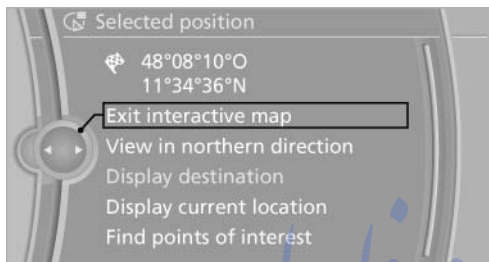 Selected position
48°08'10"O
11°34'36"N
Exit interactive map
View in northern direction
Display destination
Display current location
Find points of interest